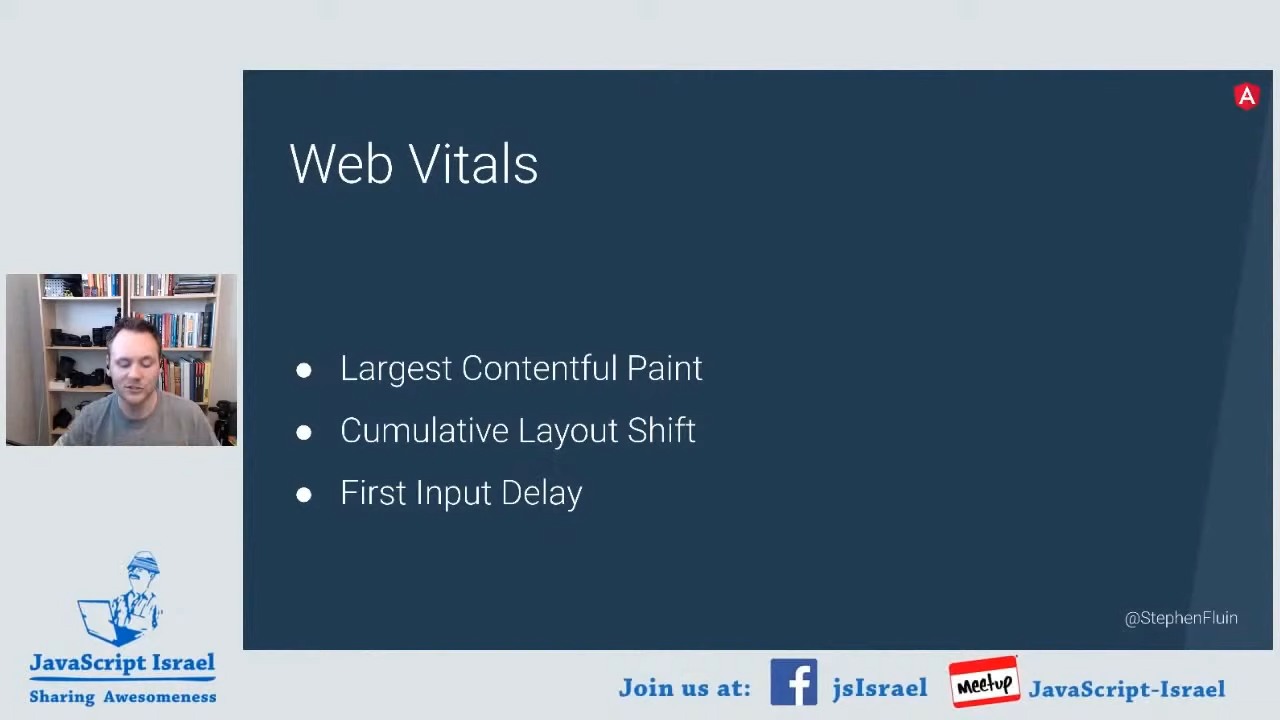 Web Vitals
● Largest Contentful Paint
● Cumulative Layout Shift
● First Input Delay
@StephenFluin
JavaScript Israel
Sharing Awesomeness
Join us at: f jsIsrael Meetup JavaScript-Israel
A